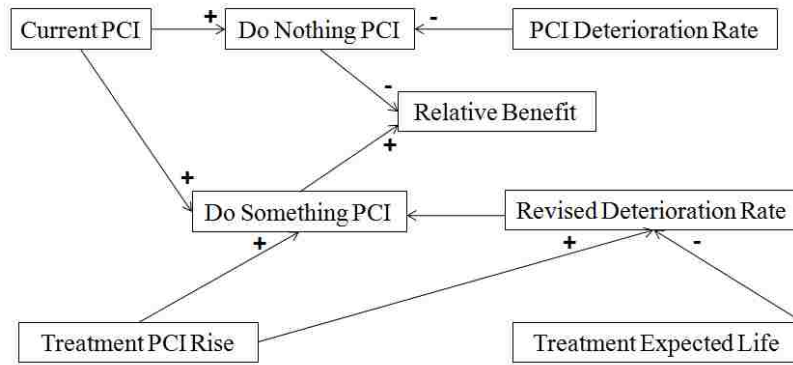 Current PCI
+
Do Nothing PCI
-
PCI Deterioration Rate
-
Relative Benefit
+
+
Do Something PCI
Revised Deterioration Rate
+
+
-
Treatment PCI Rise
Treatment Expected Life